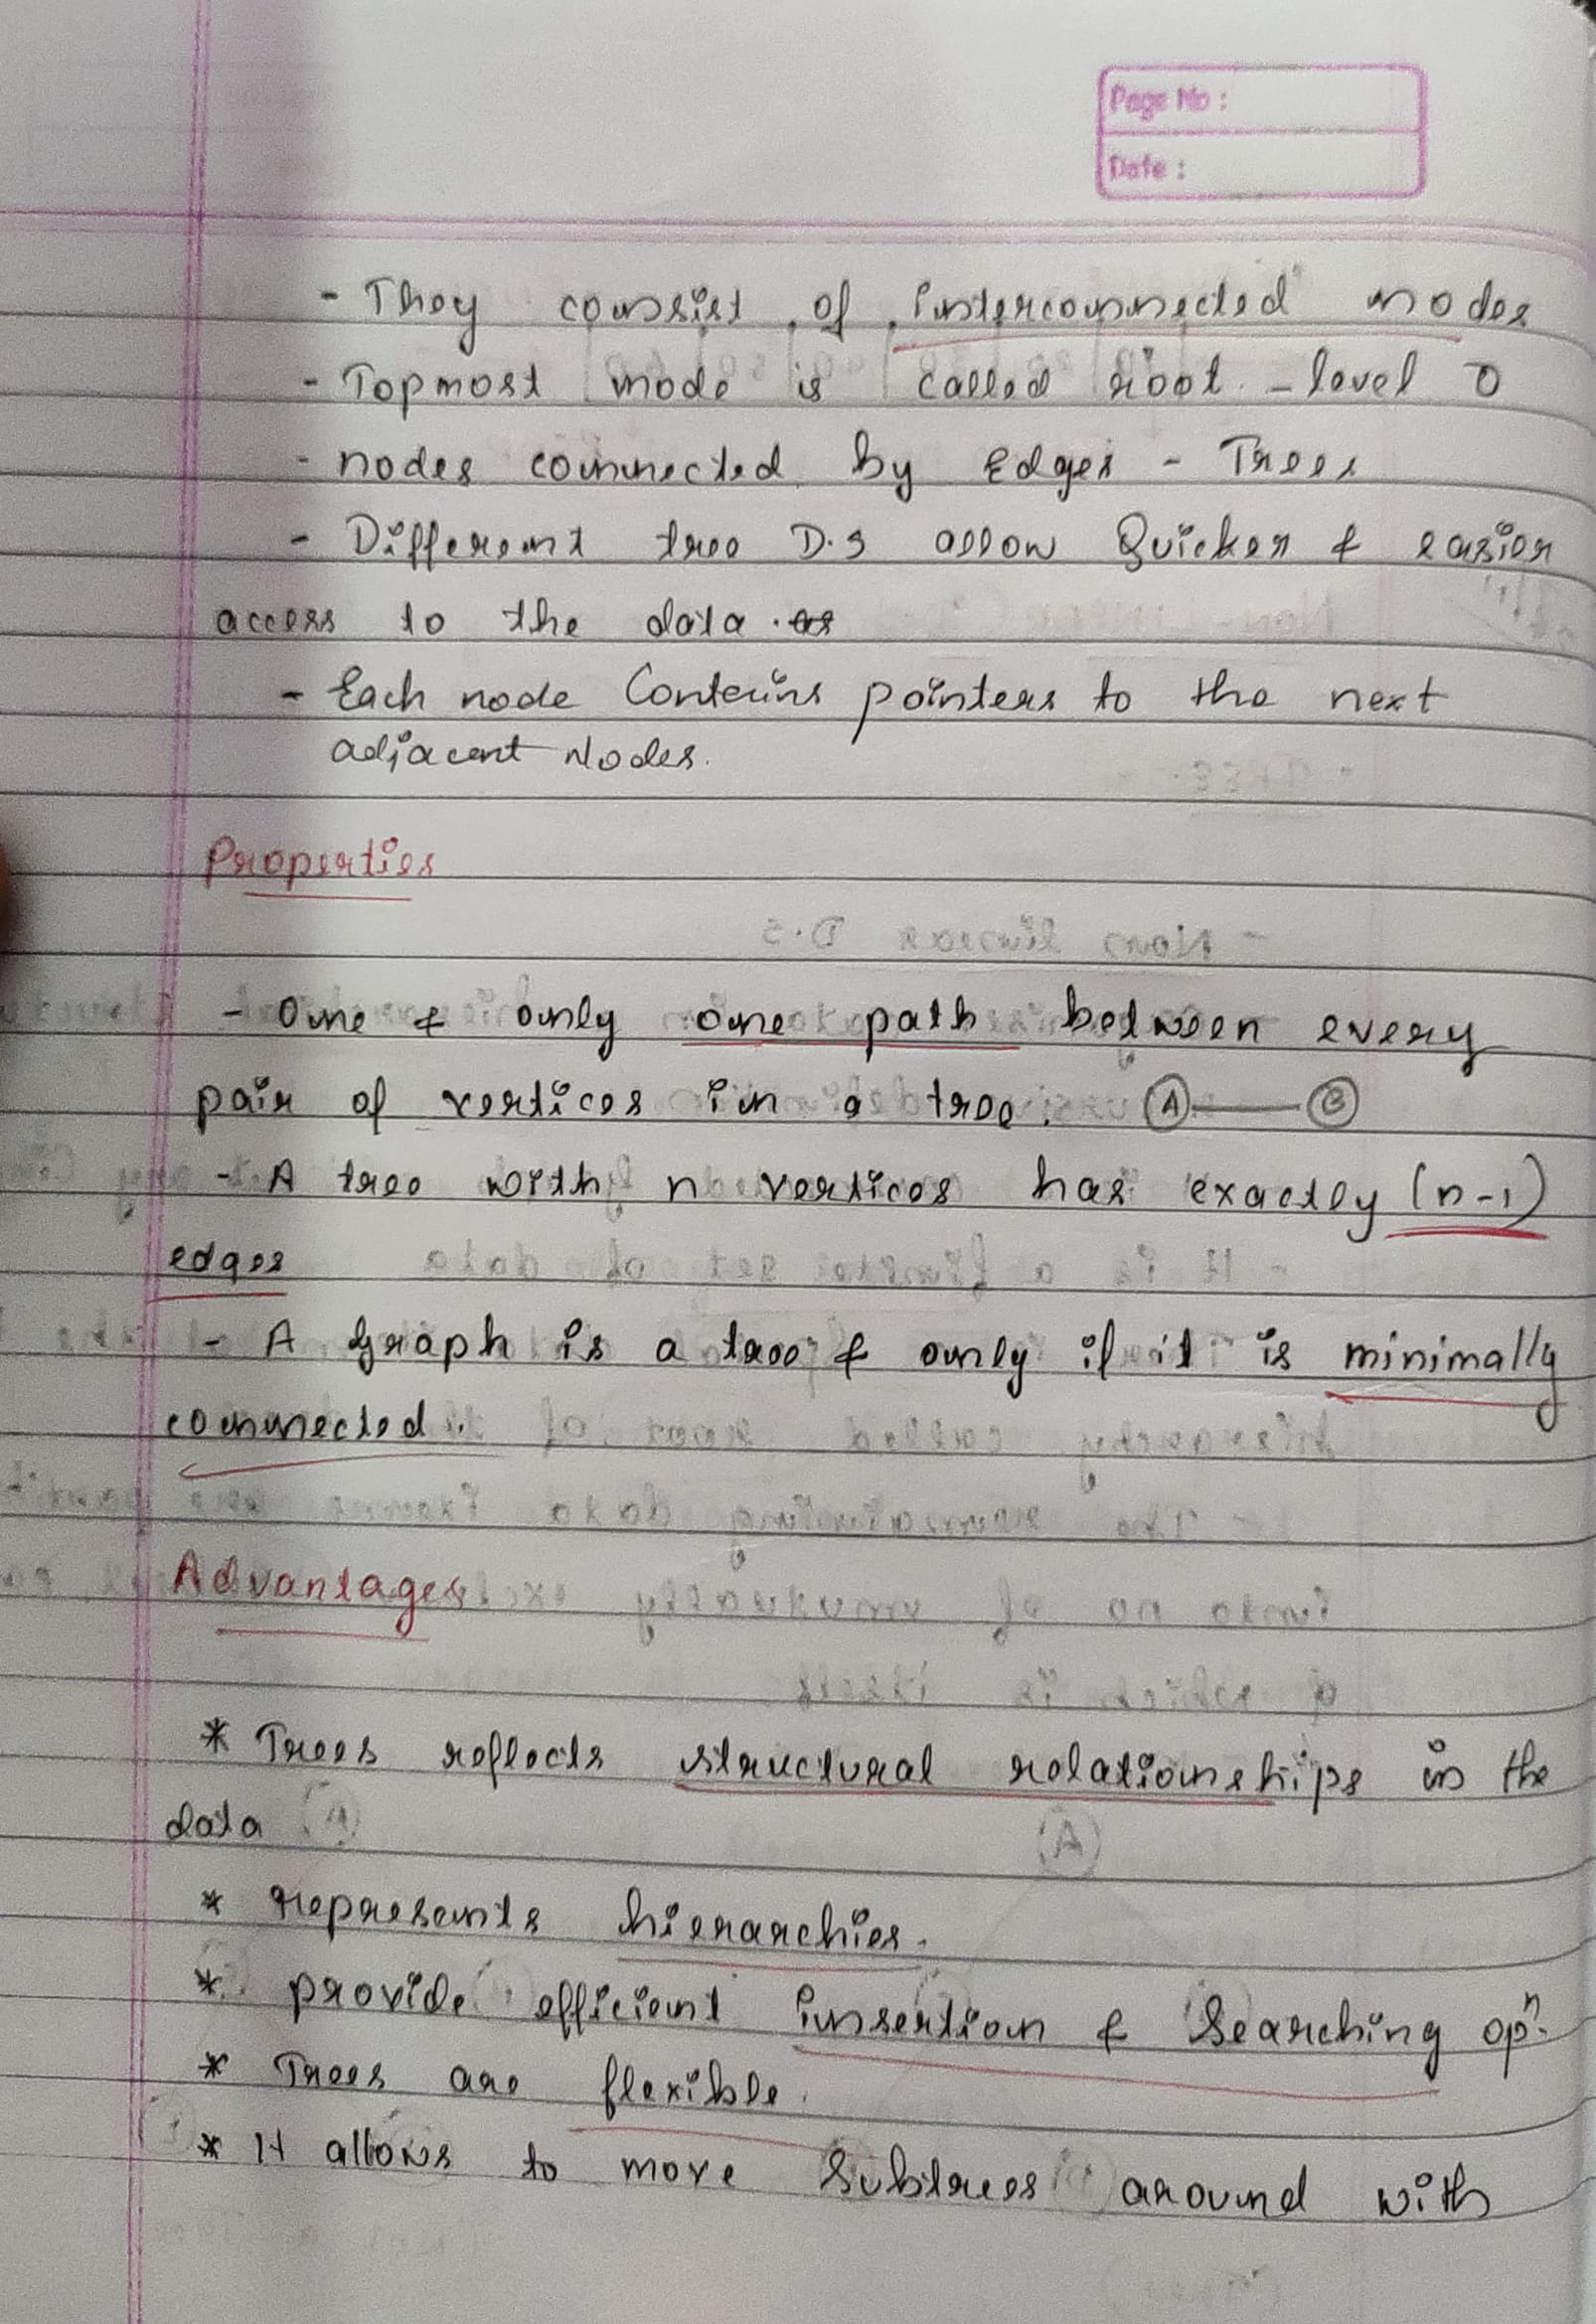 Page No :
Date :
- They consist of interconnected nodes
- Topmost node is called root - level 0
- nodes connected by Edges - Trees
- Different tree D.S allow Quicker & easier
access to the data. as
- Each node Contains pointers to the next
adjacent Nodes.
Properties
- One & only one path between every
pair of vertices in a tree. A B
- A tree with n vertices has exactly (n-1)
edges
- A graph is a tree & only if it is minimally
connected.
Advantages
* Trees reflects structural relationships in the
data
* represents hierarchies.
* provide efficient insertion & Searching opn.
* Trees are flexible.
* It allows to move Subtrees around with